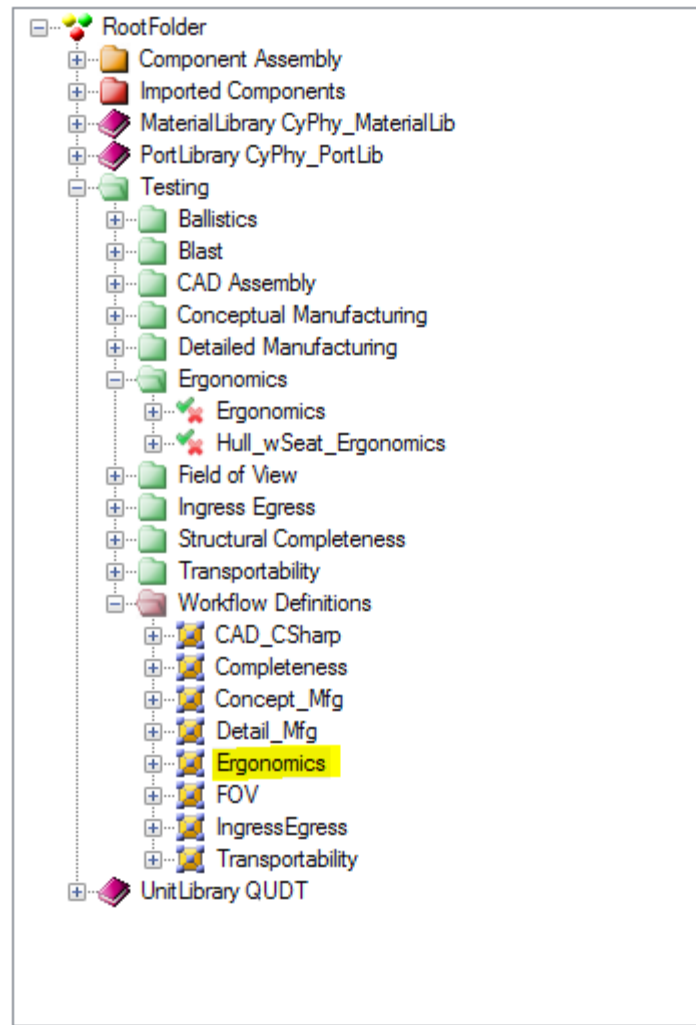 RootFolder
Component Assembly
Imported Components
MaterialLibrary CyPhy_MaterialLib
PortLibrary CyPhy_PortLib
Testing
Ballistics
Blast
CAD Assembly
Conceptual Manufacturing
Detailed Manufacturing
Ergonomics
Ergonomics
Hull_wSeat_Ergonomics
Field of View
Ingress Egress
Structural Completeness
Transportability
Workflow Definitions
CAD_CSharp
Completeness
Concept_Mfg
Detail_Mfg
Ergonomics
FOV
IngressEgress
Transportability
UnitLibrary QUDT